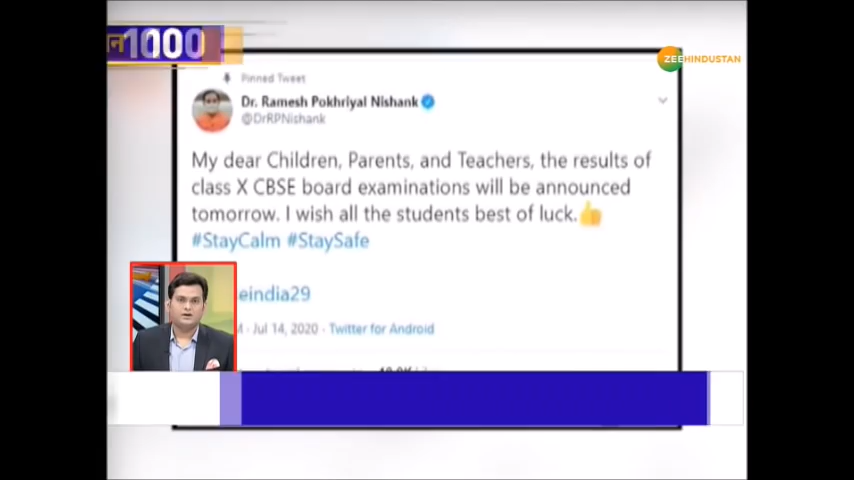 न1000
ZEE HINDUSTAN
Pinned Tweet
Dr. Ramesh Pokhriyal Nishank
@DrRPNishank
My dear Children, Parents, and Teachers, the results of
class X CBSE board examinations will be announced
tomorrow. I wish all the students best of luck.👍
#StayCalm #StaySafe
eindia29
M · Jul 14, 2020 · Twitter for Android